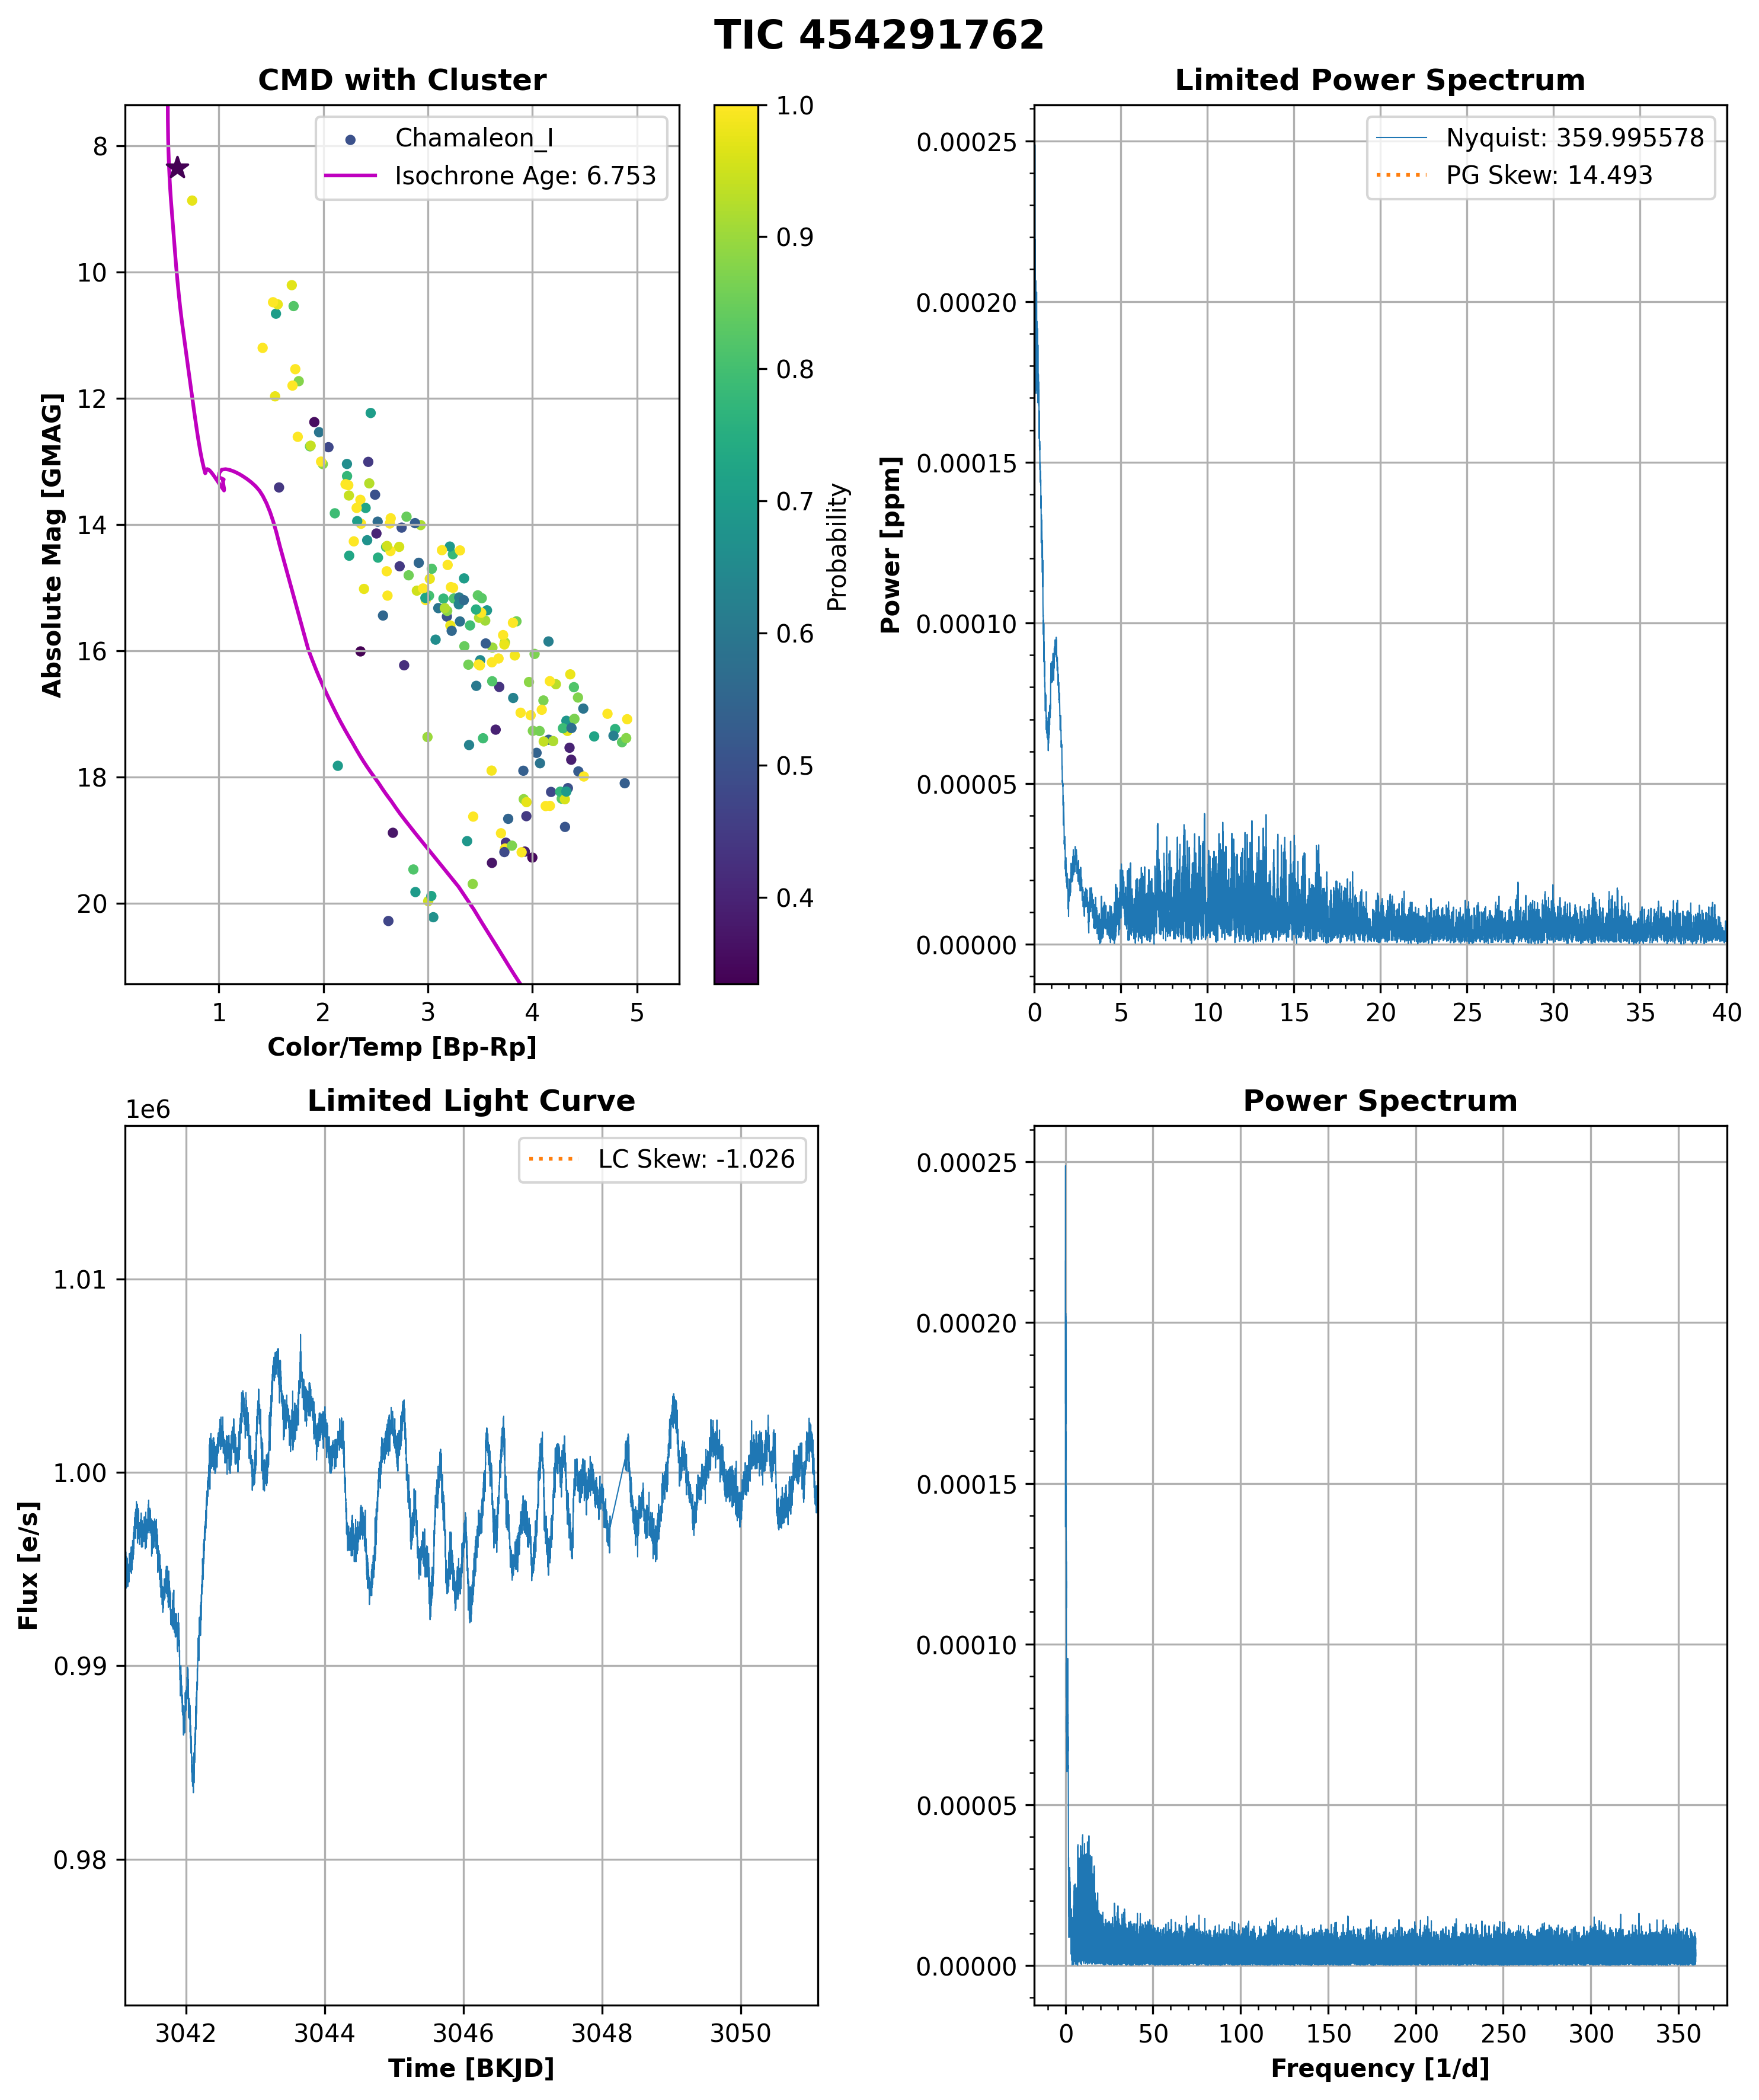 TIC 454291762
CMD with Cluster
Chamaleon_I
Isochrone Age: 6.753
8
10
12
14
16
18
20
Absolute Mag [GMAG]
1 2 3 4 5
Color/Temp [Bp-Rp]
1.0
0.9
0.8
0.7
0.6
0.5
0.4
Probability
Limited Power Spectrum
Nyquist: 359.995578
PG Skew: 14.493
0.00025
0.00020
0.00015
0.00010
0.00005
0.00000
Power [ppm]
0 5 10 15 20 25 30 35 40
Limited Light Curve
1e6
LC Skew: -1.026
1.01
1.00
0.99
0.98
Flux [e/s]
3042 3044 3046 3048 3050
Time [BKJD]
Power Spectrum
0.00025
0.00020
0.00015
0.00010
0.00005
0.00000
0 50 100 150 200 250 300 350
Frequency [1/d]